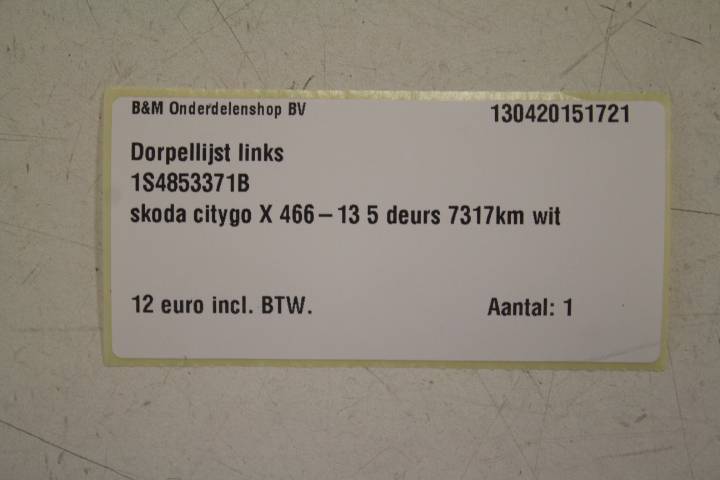 B&M Onderdelenshop BV 130420151721
Dorpellijst links
1S4853371B
skoda citygo X 466 – 13 5 deurs 7317km wit
12 euro incl. BTW. Aantal: 1